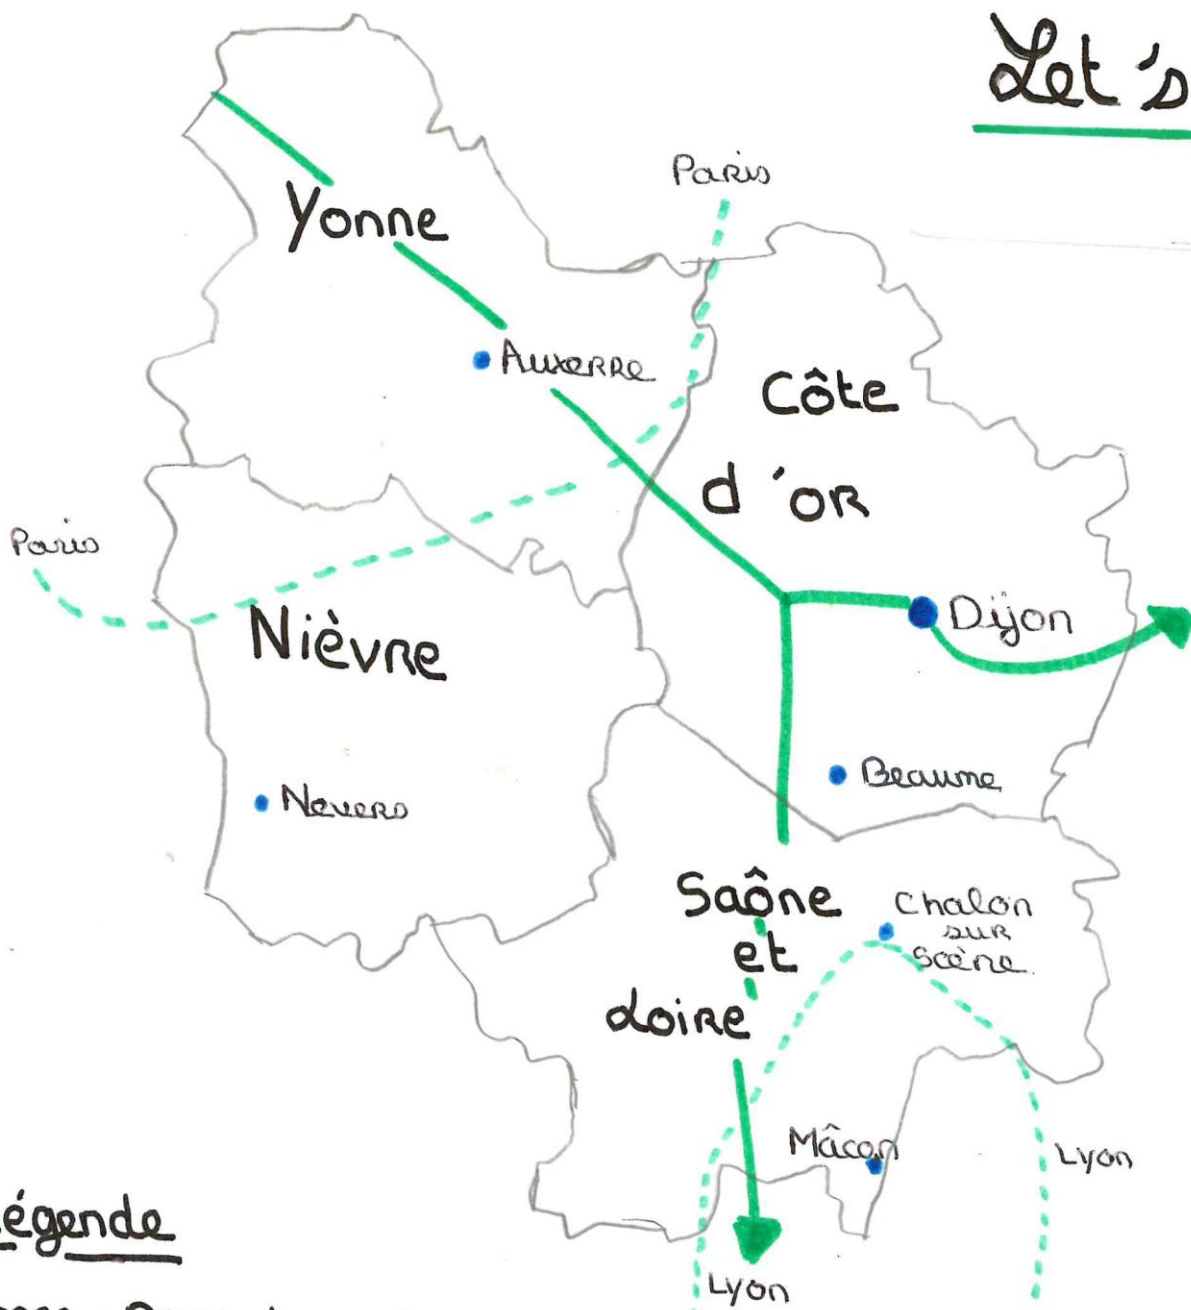 Let's
Paris
Yonne
Auxerre
Côte
d'or
Paris
Nièvre
Dijon
Beaune
Nevers
Saône
et
Loire
Chalon
sur
Saône
Mâcon
Lyon
Légende
Lyon